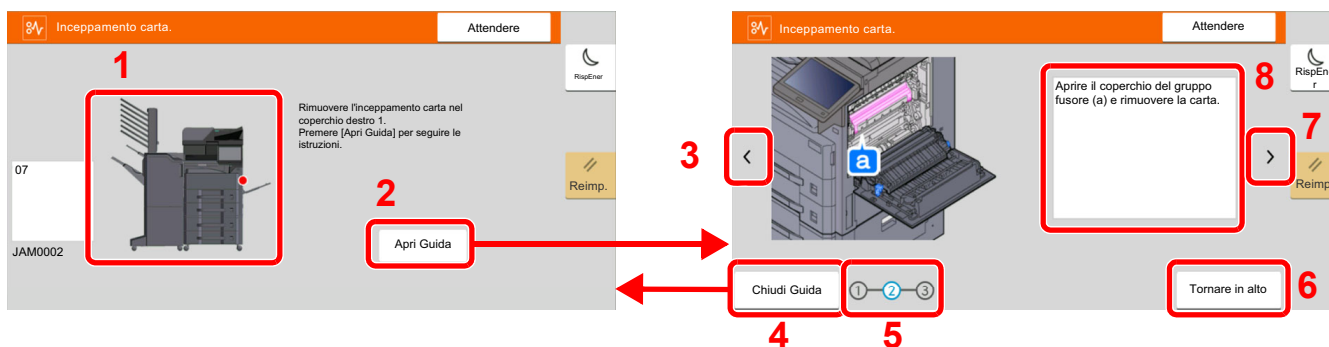 Inceppamento carta.
Attendere
1
RispEner
Rimuovere l'inceppamento carta nel
coperchio destro 1.
Premere [Apri Guida] per seguire le
istruzioni.
07
JAM0002
Reimp.
2
Apri Guida
Inceppamento carta.
Attendere
RispEn
r
8
Aprire il coperchio del gruppo
fusore (a) e rimuovere la carta.
7
3
<
a
>
Reimp
Chiudi Guida
1 2 3
Tornare in alto
6
4
5